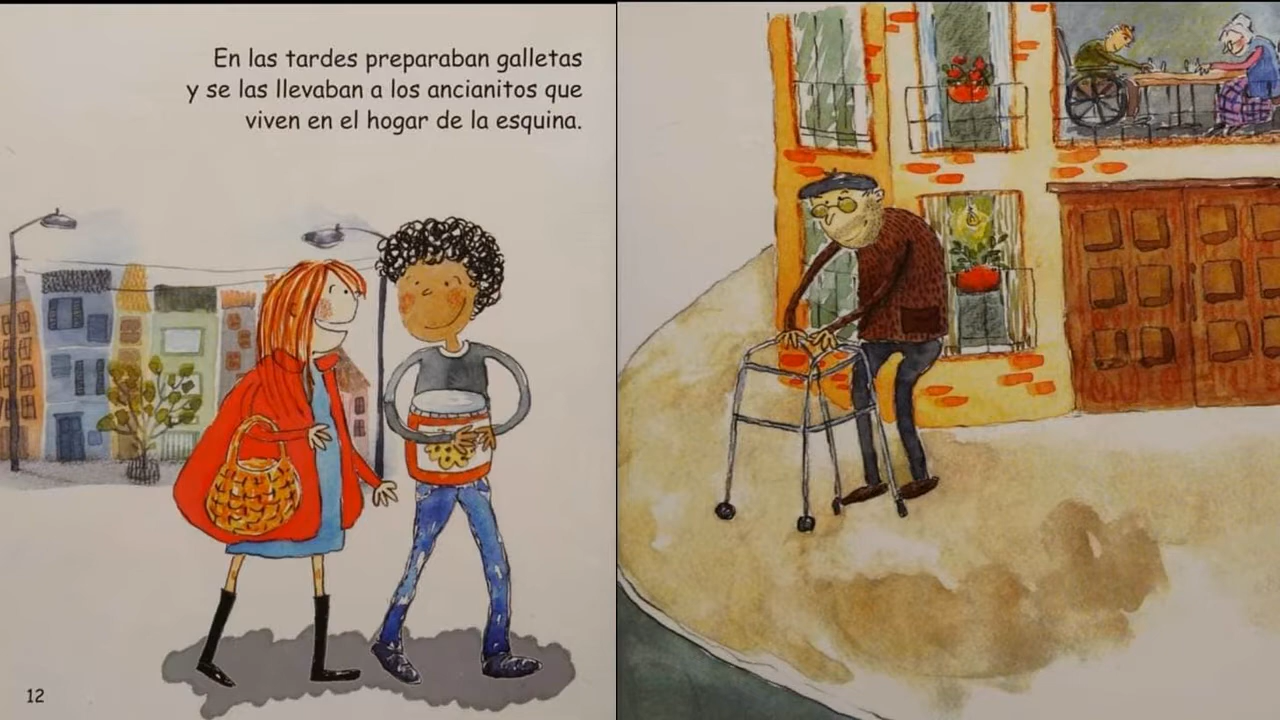 En las tardes preparaban galletas
y se las llevaban a los ancianitos que
viven en el hogar de la esquina.
12